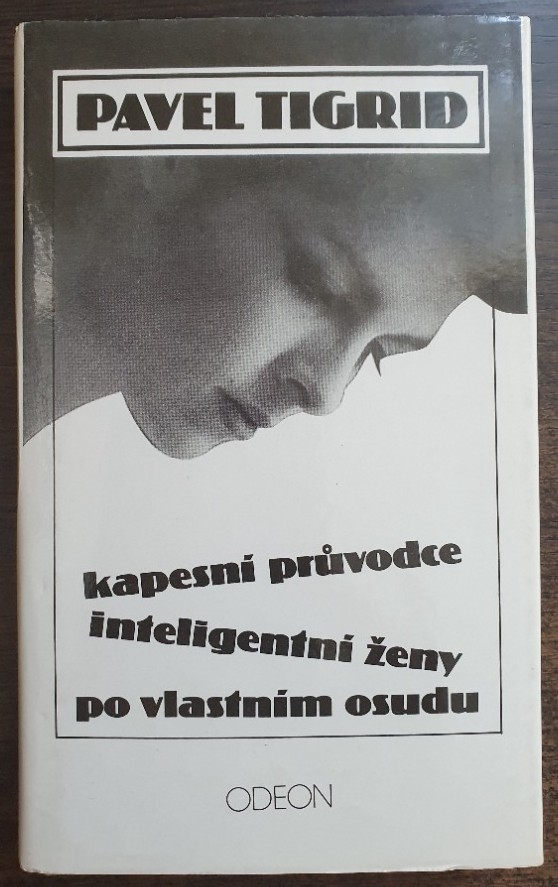 PAVEL TIGRID
kapesní průvodce
inteligentní ženy
po vlastním osudu
ODEON